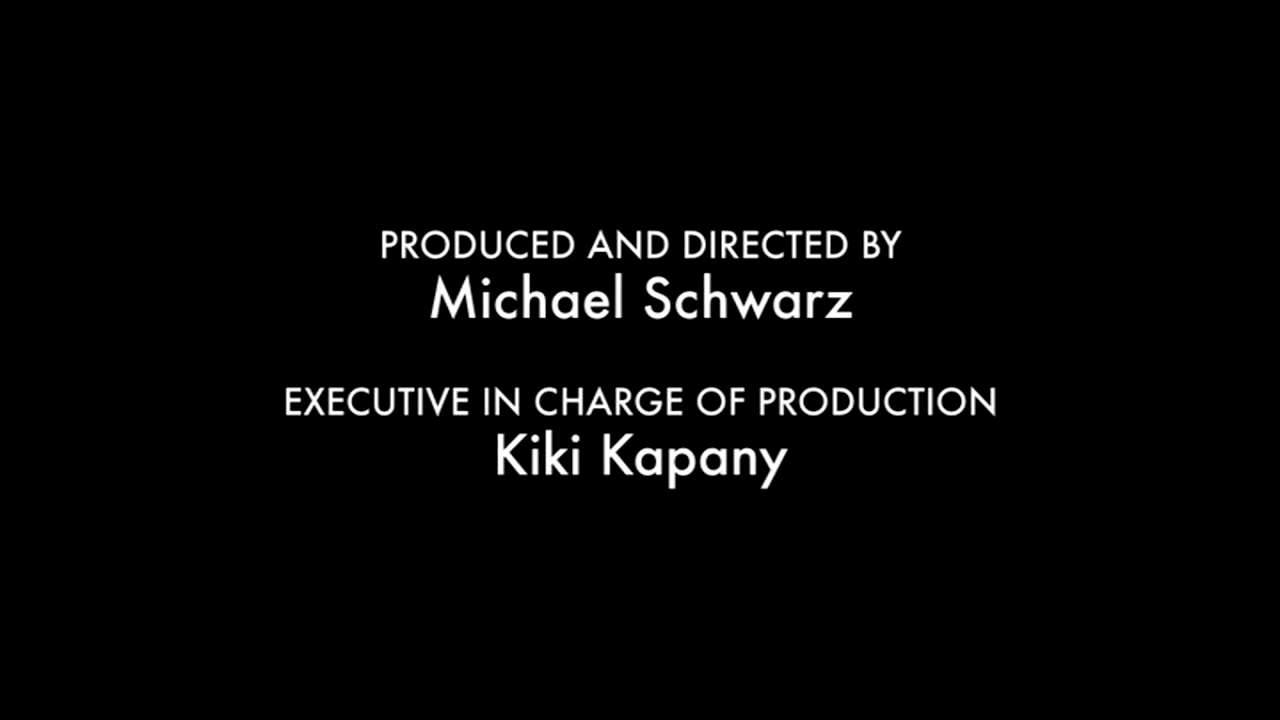 PRODUCED AND DIRECTED BY
Michael Schwarz
EXECUTIVE IN CHARGE OF PRODUCTION
Kiki Kapany